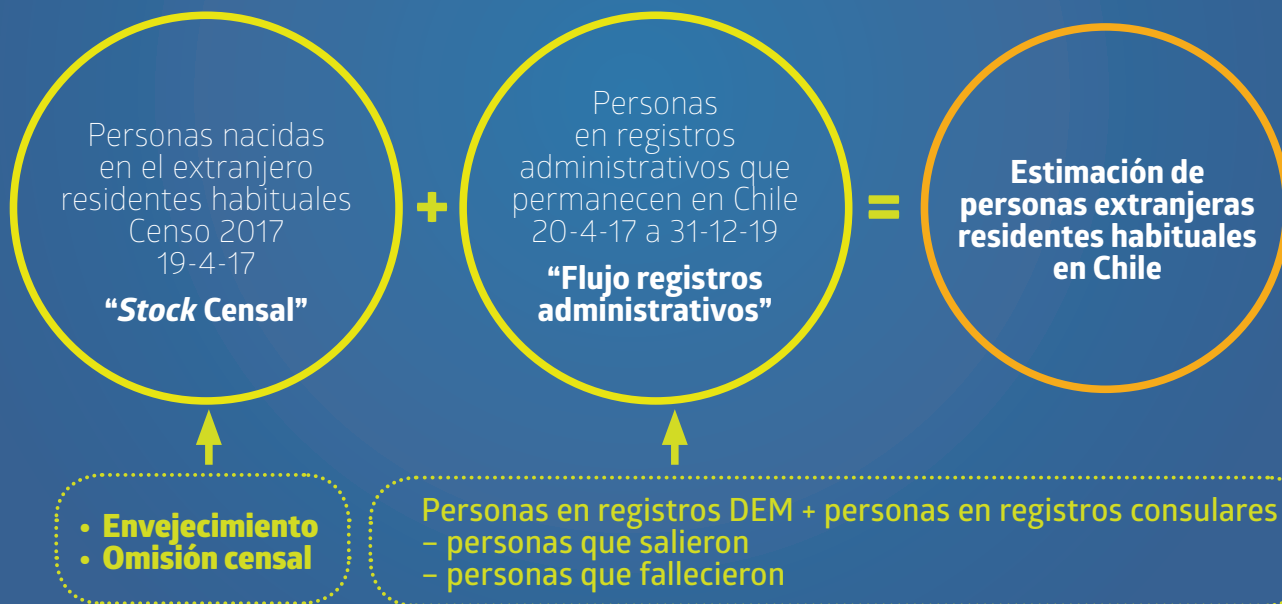 Personas nacidas
en el extranjero
residentes habituales
Censo 2017
19-4-17
“Stock Censal”
+
Personas
en registros
administrativos que
permanecen en Chile
20-4-17 a 31-12-19
“Flujo registros
administrativos”
=
Estimación de
personas extranjeras
residentes habituales
en Chile
• Envejecimiento
• Omisión censal
Personas en registros DEM + personas en registros consulares
– personas que salieron
– personas que fallecieron